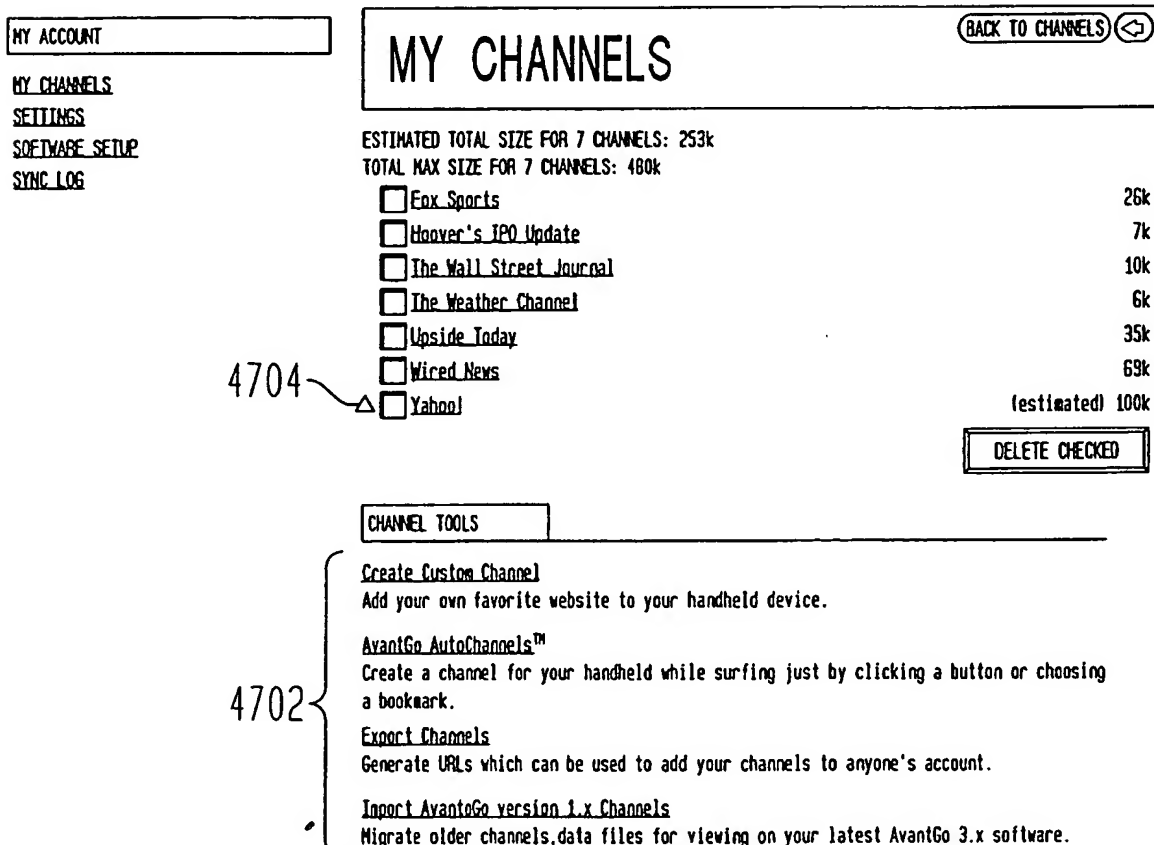 MY ACCOUNT
MY CHANNELS
SETTINGS
SOFTWARE SETUP
SYNC LOG
MY CHANNELS
BACK TO CHANNELS
ESTIMATED TOTAL SIZE FOR 7 CHANNELS: 253k
TOTAL MAX SIZE FOR 7 CHANNELS: 480k
Fox Sports 26k
Hoover's IPO Update 7k
The Wall Street Journal 10k
The Weather Channel 6k
Upside Today 35k
Wired News 69k
4704
Yahoo! (estimated) 100k
DELETE CHECKED
CHANNEL TOOLS
4702
Create Custom Channel
Add your own favorite website to your handheld device.
AvantGo AutoChannels™
Create a channel for your handheld while surfing just by clicking a button or choosing
a bookmark.
Export Channels
Generate URLs which can be used to add your channels to anyone's account.
Import AvantoGo version 1.x Channels
Migrate older channels.data files for viewing on your latest AvantGo 3.x software.